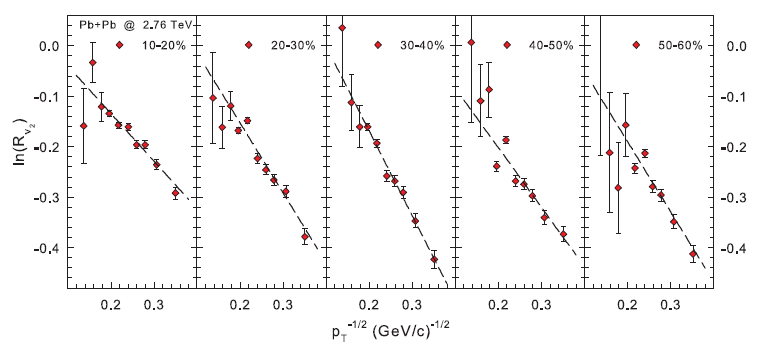 Pb+Pb @ 2.76 TeV
10-20% 20-30% 30-40% 40-50% 50-60%
0.0 0.0
-0.1 -0.1
-0.2 -0.2
-0.3 -0.3
-0.4 -0.4
ln(R_{v_2})
0.2 0.3 0.2 0.3 0.2 0.3 0.2 0.3 0.2 0.3
p_T^{-1/2} (GeV/c)^{-1/2}